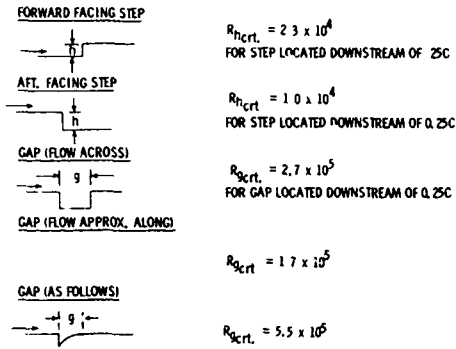 FORWARD FACING STEP
h
R_hcrt. = 2 3 x 10^4
FOR STEP LOCATED DOWNSTREAM OF 25C
AFT. FACING STEP
h
R_hcrt = 1 0 x 10^4
FOR STEP LOCATED DOWNSTREAM OF 0.25C
GAP (FLOW ACROSS)
g
R_gcrt. = 2.7 x 10^5
FOR GAP LOCATED DOWNSTREAM OF 0.25C
GAP (FLOW APPROX. ALONG)
R_gcrt = 1 7 x 10^5
GAP (AS FOLLOWS)
g
R_gcrt. = 5.5 x 10^5